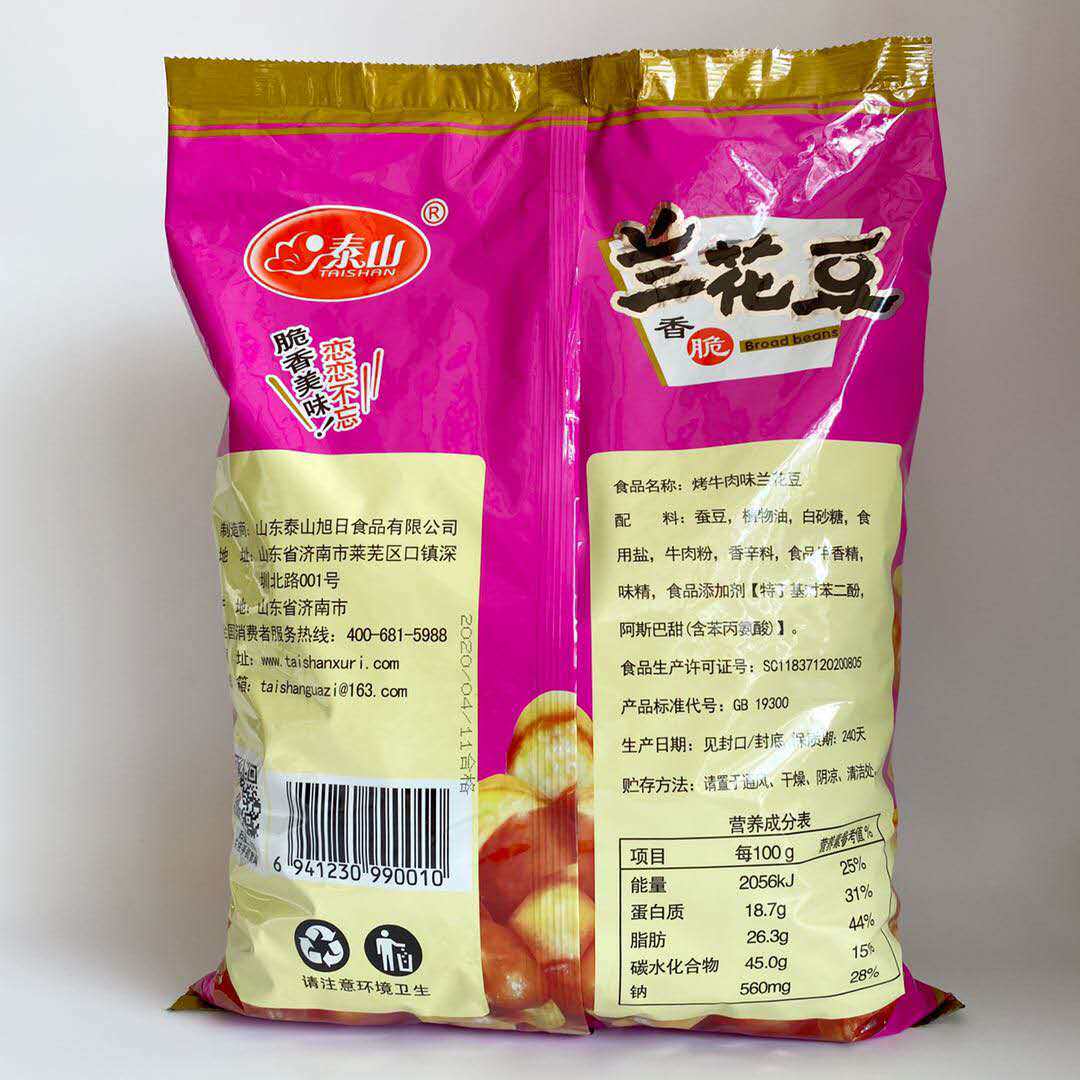 泰山
TAISHAN
®
脆香美味!
恋恋不忘
制造商:山东泰山旭日食品有限公司
地 址:山东省济南市莱芜区口镇深
圳北路001号
地:山东省济南市
全国消费者服务热线:400-681-5988
址:www.taishanxuri.com
箱:taishanguazi@163.com
2020/04/11合格
6 941230 990010
请注意环境卫生
兰花豆
香脆
Broad beans
食品名称:烤牛肉味兰花豆
配 料:蚕豆,植物油,白砂糖,食
用盐,牛肉粉,香辛料,食品用香精,
味精,食品添加剂【特丁基对苯二酚,
阿斯巴甜(含苯丙氨酸)】。
食品生产许可证号:SC11837120200805
产品标准代号:GB 19300
生产日期:见封口/封底 保质期:240天
贮存方法:请置于通风、干燥、阴凉、清洁处。
营养成分表
项目 每100g 营养素参考值%
能量 2056kJ 25%
蛋白质 18.7g 31%
脂肪 26.3g 44%
碳水化合物 45.0g 15%
钠 560mg 28%